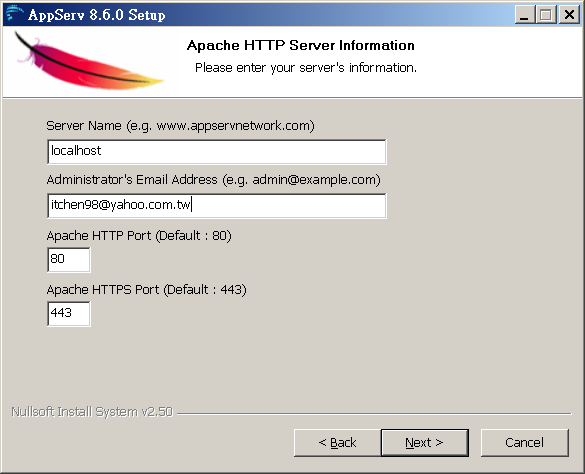 AppServ 8.6.0 Setup
Apache HTTP Server Information
Please enter your server's information.
Server Name (e.g. www.appservnetwork.com)
localhost
Administrator's Email Address (e.g. admin@example.com)
itchen98@yahoo.com.tw
Apache HTTP Port (Default : 80)
80
Apache HTTPS Port (Default : 443)
443
Nullsoft Install System v2.50
< Back Next > Cancel